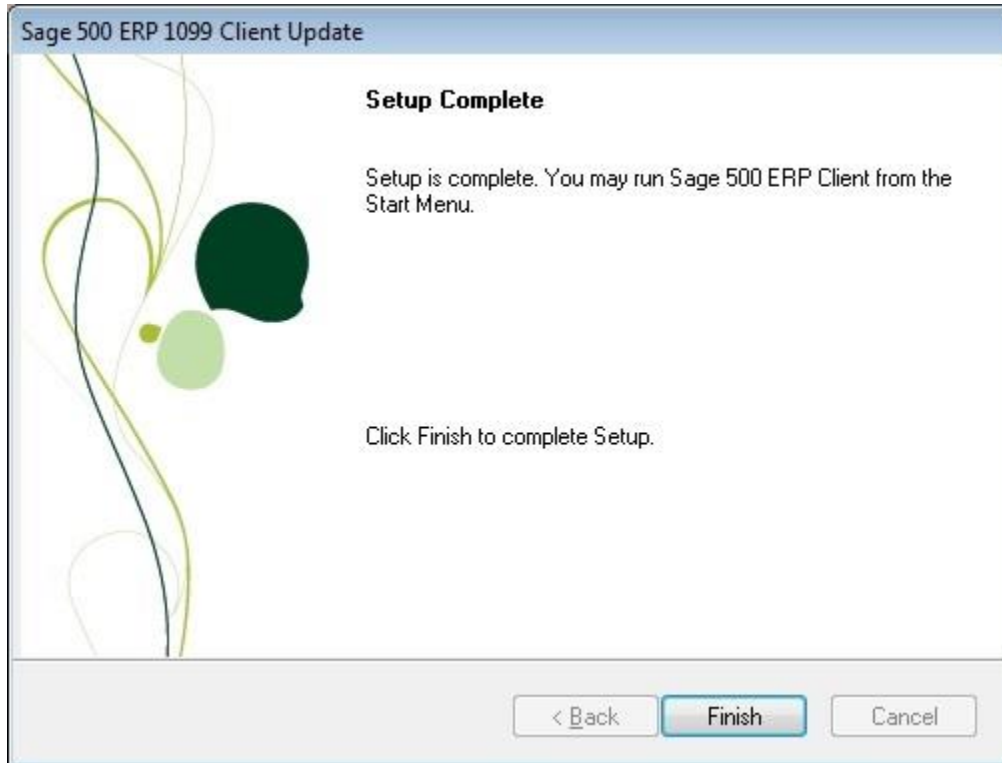 Sage 500 ERP 1099 Client Update
Setup Complete
Setup is complete. You may run Sage 500 ERP Client from the
Start Menu.
Click Finish to complete Setup.
< Back
Finish
Cancel